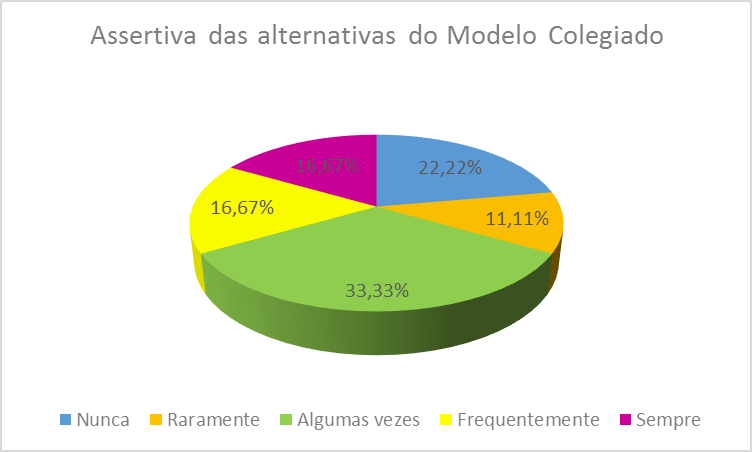 Assertiva das alternativas do Modelo Colegiado
16,67%
22,22%
16,67%
11,11%
33,33%
Nunca
Raramente
Algumas vezes
Frequentemente
Sempre